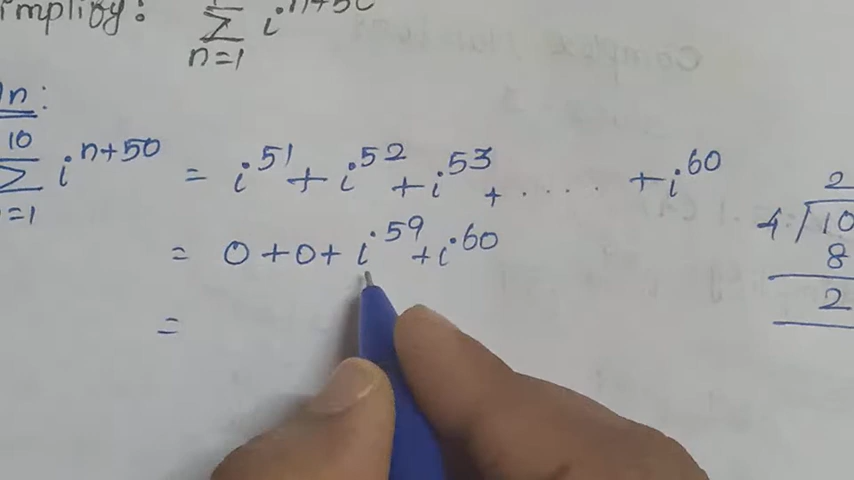 implify: Σ i^n+50
n=1
on:
10
Σ i^n+50 = i^51 + i^52 + i^53 + .... + i^60
n=1
= 0 + 0 + i^59 + i^60
=
2
4 / 10
8
2